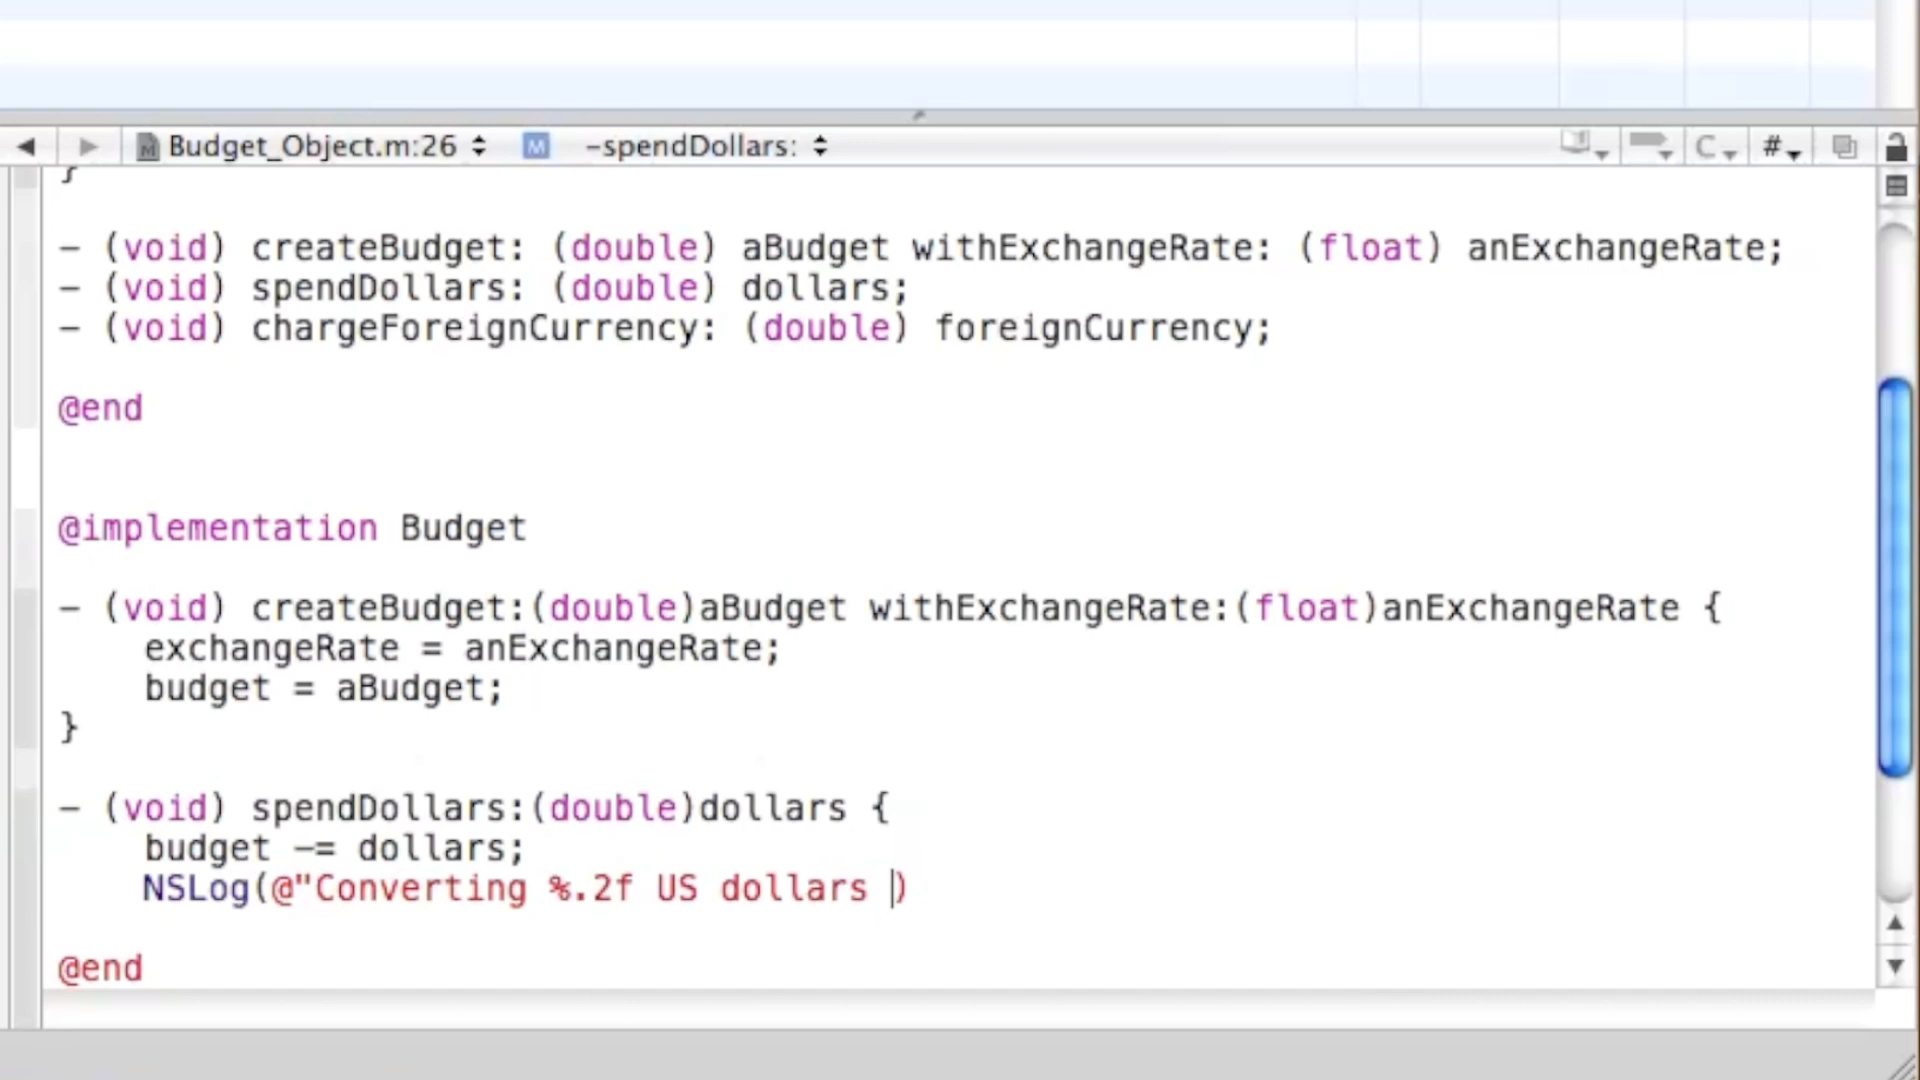 Budget_Object.m:26 M -spendDollars: C #
}
- (void) createBudget: (double) aBudget withExchangeRate: (float) anExchangeRate;
- (void) spendDollars: (double) dollars;
- (void) chargeForeignCurrency: (double) foreignCurrency;
@end
@implementation Budget
- (void) createBudget:(double)aBudget withExchangeRate:(float)anExchangeRate {
exchangeRate = anExchangeRate;
budget = aBudget;
}
- (void) spendDollars:(double)dollars {
budget -= dollars;
NSLog(@"Converting %.2f US dollars )
@end